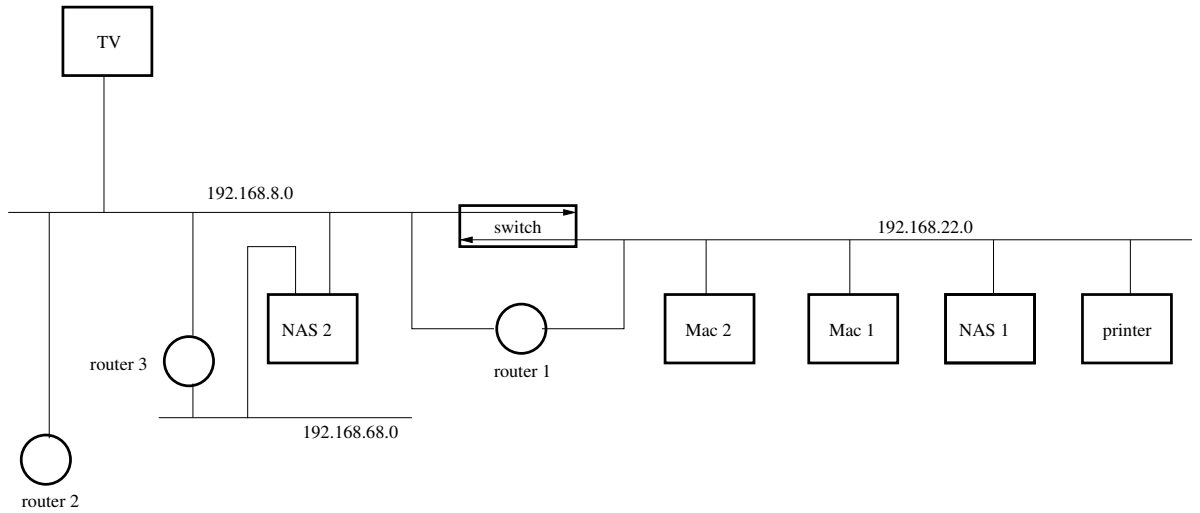 TV
192.168.8.0
switch
192.168.22.0
NAS 2
Mac 2
Mac 1
NAS 1
printer
router 3
router 1
192.168.68.0
router 2